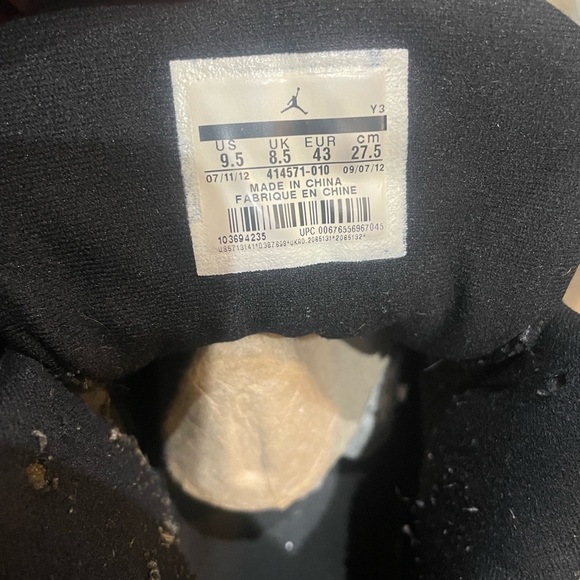 Y3
US UK EUR cm
9.5 8.5 43 27.5
07/11/12 414571-010 09/07/12
MADE IN CHINA
FABRIQUE EN CHINE
103694235 UPC 00676556967045